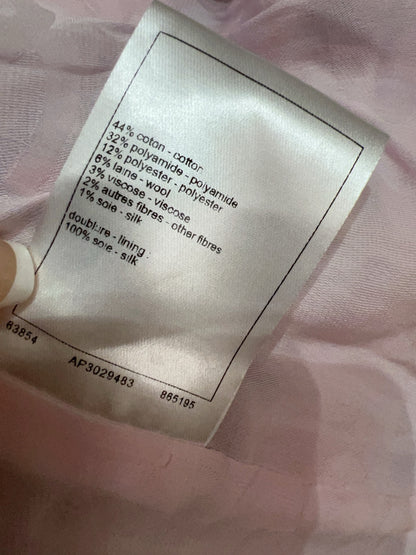 44% coton - cotton
32% polyamide - polyamide
12% polyester - polyester
6% laine - wool
3% viscose - viscose
2% autres fibres - other fibres
1% soie - silk
doublure - lining :
100% soie - silk
63854 AP3029483 865195